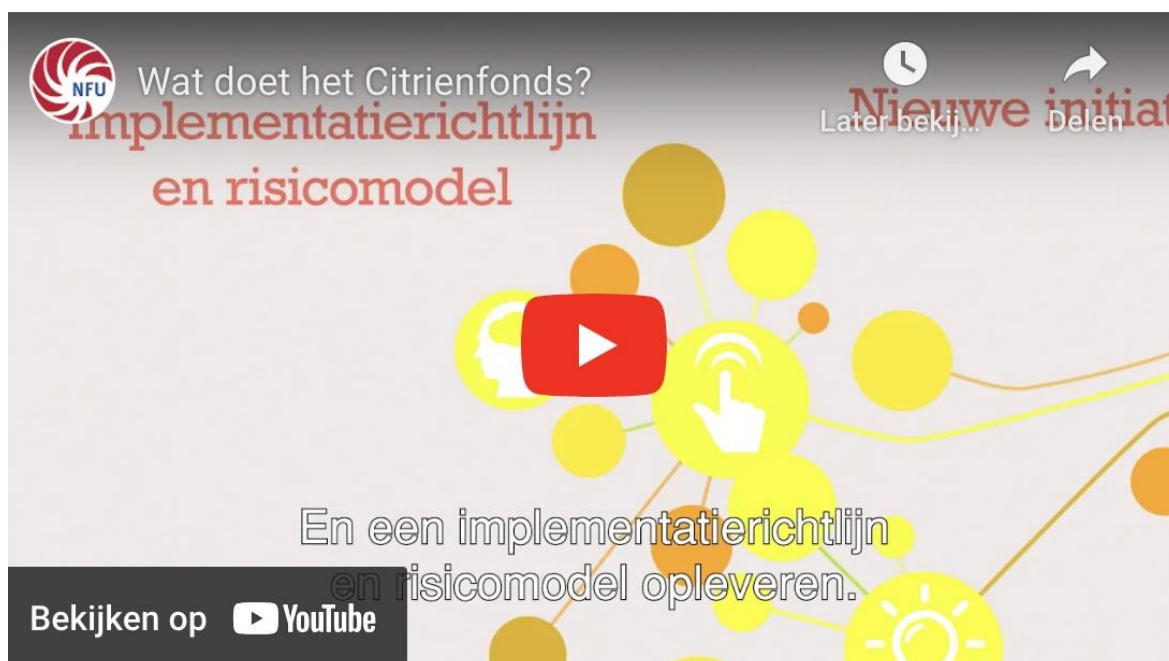 NFU
Wat doet het Citrienfonds?
Later bekij...
Delen
Implementatierichtlijn
en risicomodel
Nieuwe initiat
En een implementatierichtlijn
en risicomodel opleveren.
Bekijken op YouTube